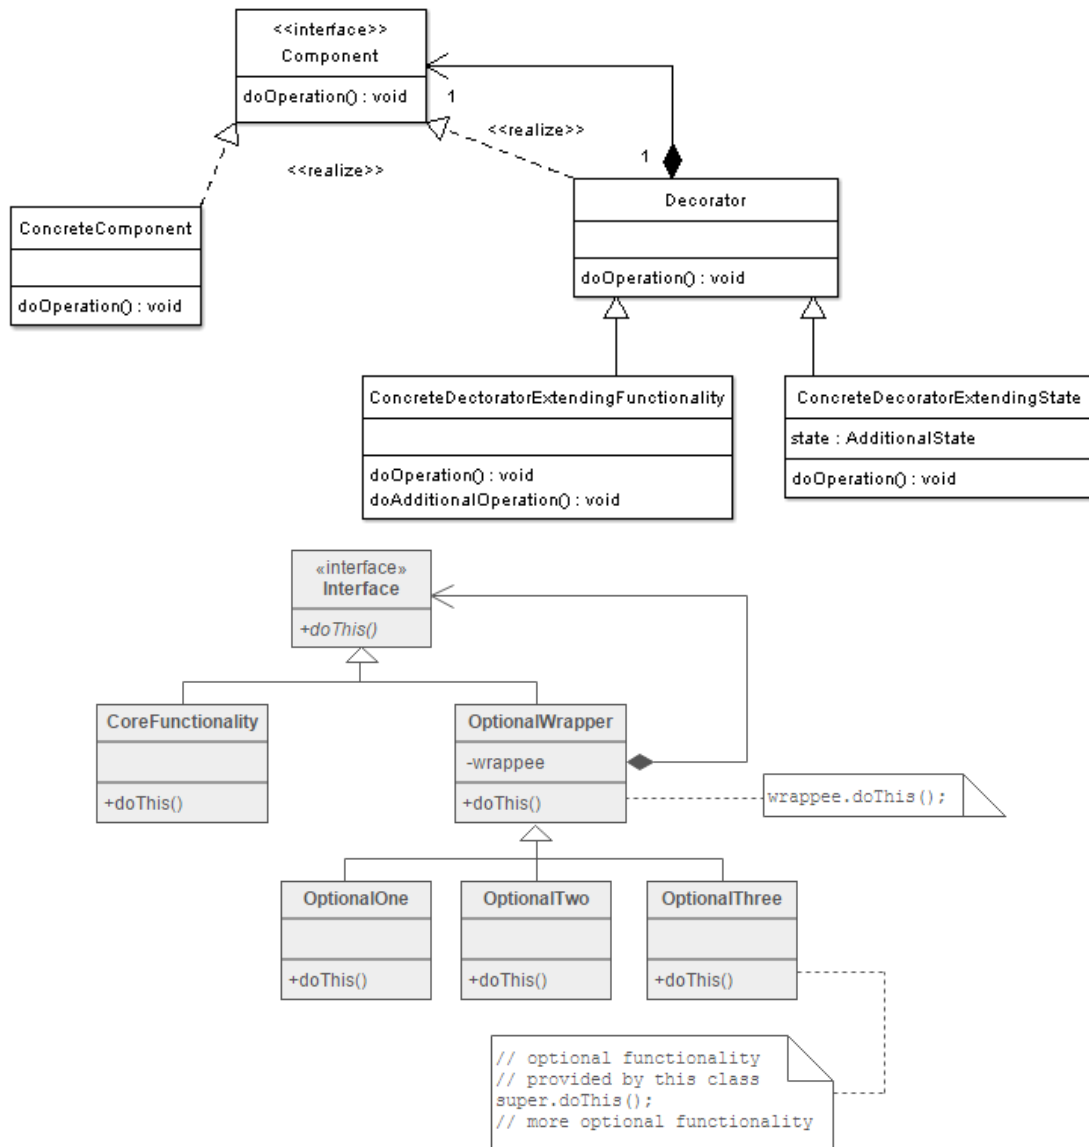 <<interface>>
Component
doOperation() : void
1
<<realize>>
<<realize>>
1
ConcreteComponent
doOperation() : void
Decorator
doOperation() : void
ConcreteDectoratorExtendingFunctionality
doOperation() : void
doAdditionalOperation() : void
ConcreteDecoratorExtendingState
state : AdditionalState
doOperation() : void
«interface»
Interface
+doThis()
CoreFunctionality
+doThis()
OptionalWrapper
-wrappee
+doThis()
wrappee.doThis();
OptionalOne
+doThis()
OptionalTwo
+doThis()
OptionalThree
+doThis()
// optional functionality
// provided by this class
super.doThis();
// more optional functionality